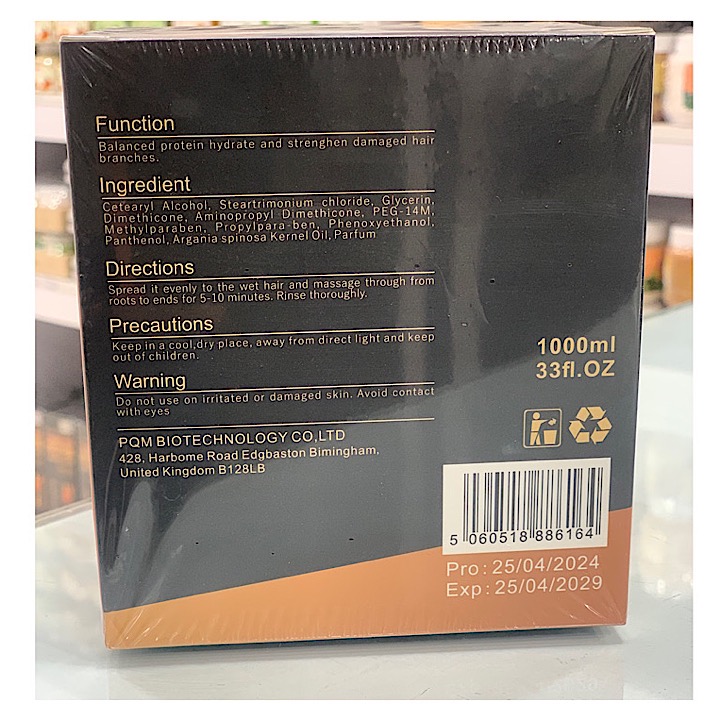 Function
Balanced protein hydrate and strenghen damaged hair
branches.
Ingredient
Cetearyl Alcohol, Steartrimonium chloride, Glycerin,
Dimethicone, Aminopropyl Dimethicone, PEG-14M,
Methylparaben, Propylpara-ben, Phenoxyethanol,
Panthenol, Argania spinosa Kernel Oil, Parfum
Directions
Spread it evenly to the wet hair and massage through from
roots to ends for 5-10 minutes. Rinse thoroughly.
Precautions
Keep in a cool,dry place, away from direct light and keep
out of children.
Warning
Do not use on irritated or damaged skin. Avoid contact
with eyes
PQM BIOTECHNOLOGY CO,LTD
428, Harbome Road Edgbaston Bimingham,
United Kingdom B128LB
1000ml
33fl.OZ
5 060518 886164
Pro: 25/04/2024
Exp: 25/04/2029